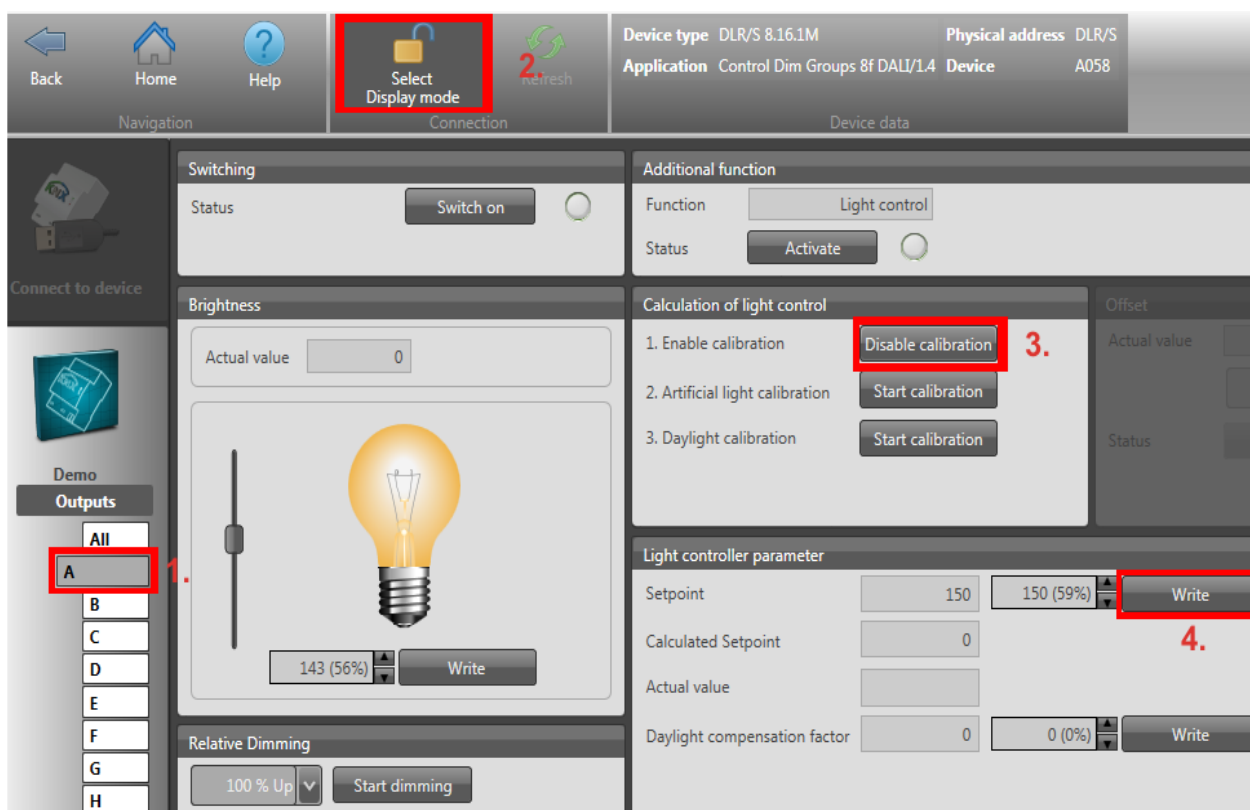 Back
Home
Help
Navigation
Select
Display mode
2.
Refresh
Connection
Device type DLR/S 8.16.1M Physical address DLR/S
Application Control Dim Groups 8f DALI/1.4 Device A058
Device data
Connect to device
Demo
Outputs
All
A
1.
B
C
D
E
F
G
H
Switching
Status Switch on
Brightness
Actual value 0
143 (56%) Write
Relative Dimming
100 % Up Start dimming
Additional function
Function Light control
Status Activate
Calculation of light control
1. Enable calibration Disable calibration 3.
2. Artificial light calibration Start calibration
3. Daylight calibration Start calibration
Offset
Actual value
Status
Light controller parameter
Setpoint 150 150 (59%) Write
4.
Calculated Setpoint 0
Actual value
Daylight compensation factor 0 0 (0%) Write